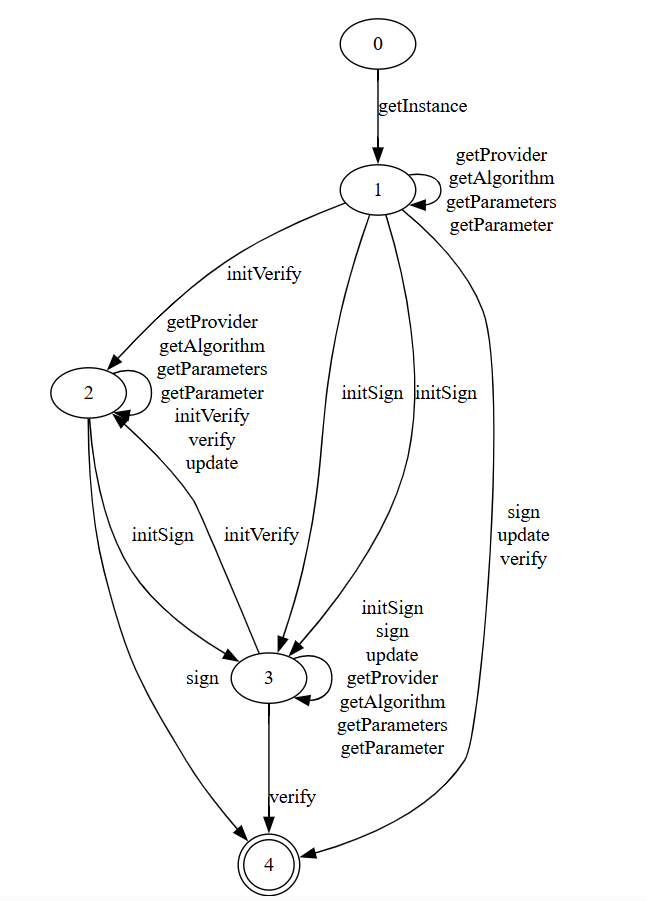 0
getInstance
1
getProvider
getAlgorithm
getParameters
getParameter
initVerify
2
getProvider
getAlgorithm
getParameters
getParameter
initVerify
verify
update
initSign
initSign
sign
update
verify
initSign
initVerify
sign
3
initSign
sign
update
getProvider
getAlgorithm
getParameters
getParameter
verify
4